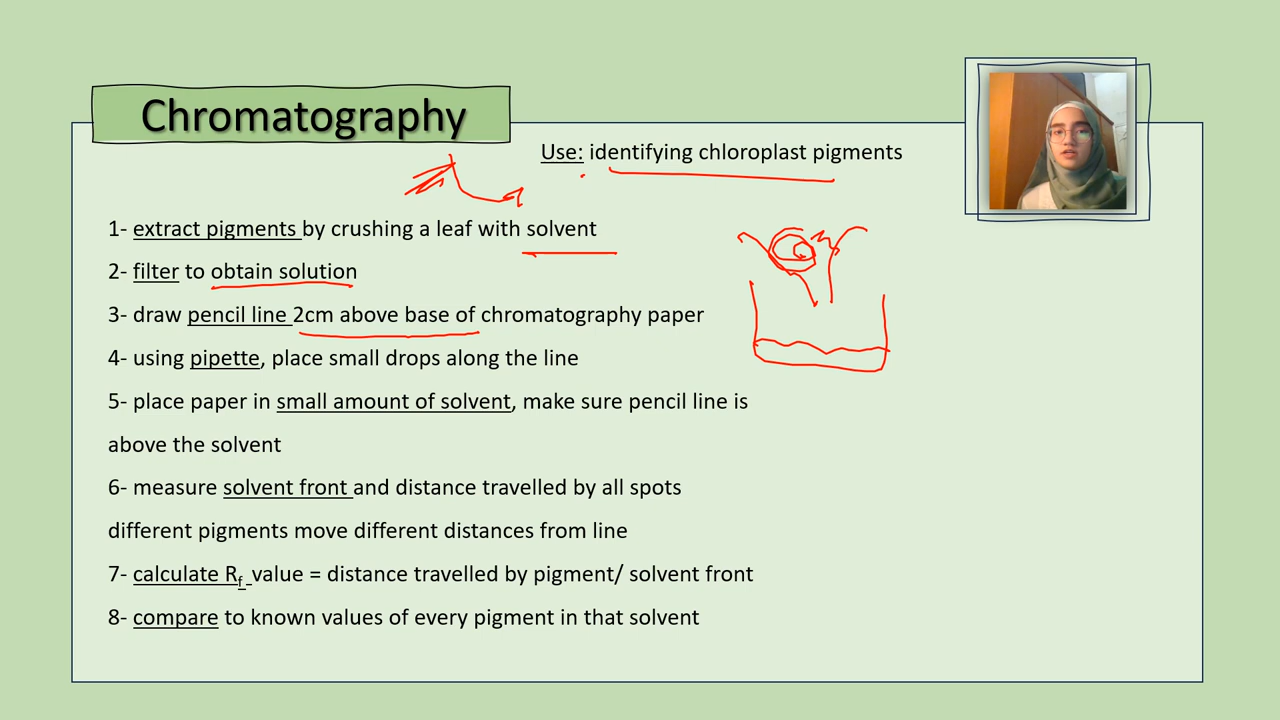 Chromatography
Use: identifying chloroplast pigments
1- extract pigments by crushing a leaf with solvent
2- filter to obtain solution
3- draw pencil line 2cm above base of chromatography paper
4- using pipette, place small drops along the line
5- place paper in small amount of solvent, make sure pencil line is
above the solvent
6- measure solvent front and distance travelled by all spots
different pigments move different distances from line
7- calculate Rf value = distance travelled by pigment/ solvent front
8- compare to known values of every pigment in that solvent